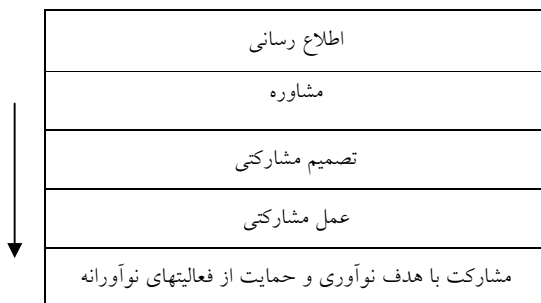 اطلاع رسانی
مشاوره
تصمیم مشارکتی
عمل مشارکتی
مشارکت با هدف نوآوری و حمایت از فعالیتهای نوآورانه